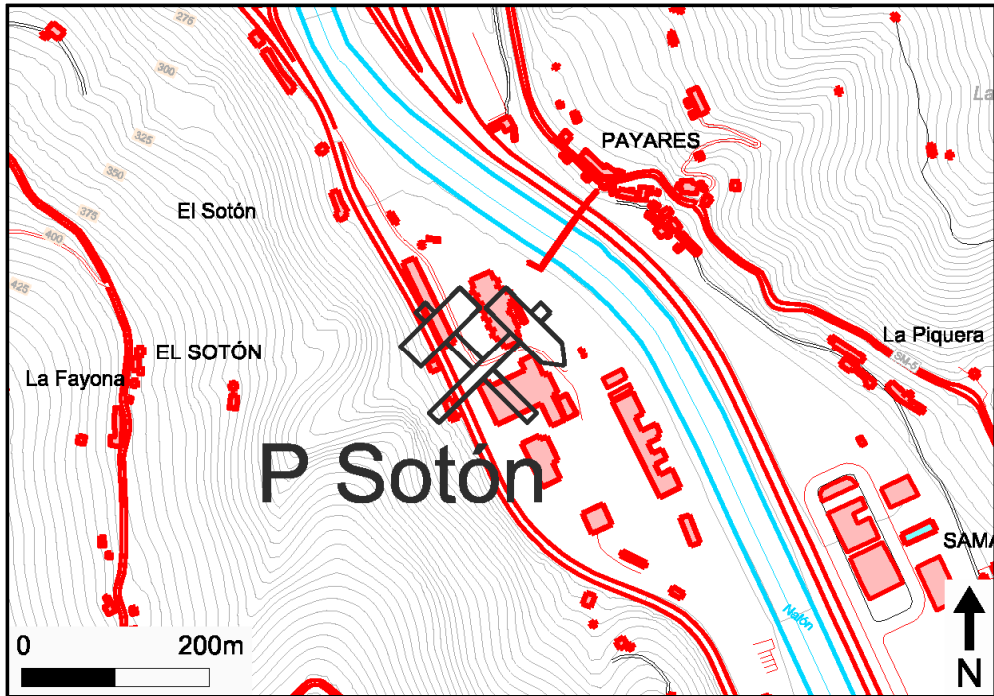 275
300
La
325
PAYARES
350
El Sotón
375
400
425
La Piquera
EL SOTÓN
SM-5
La Fayona
P Sotón
SAMA
Nalón
0 200m
N